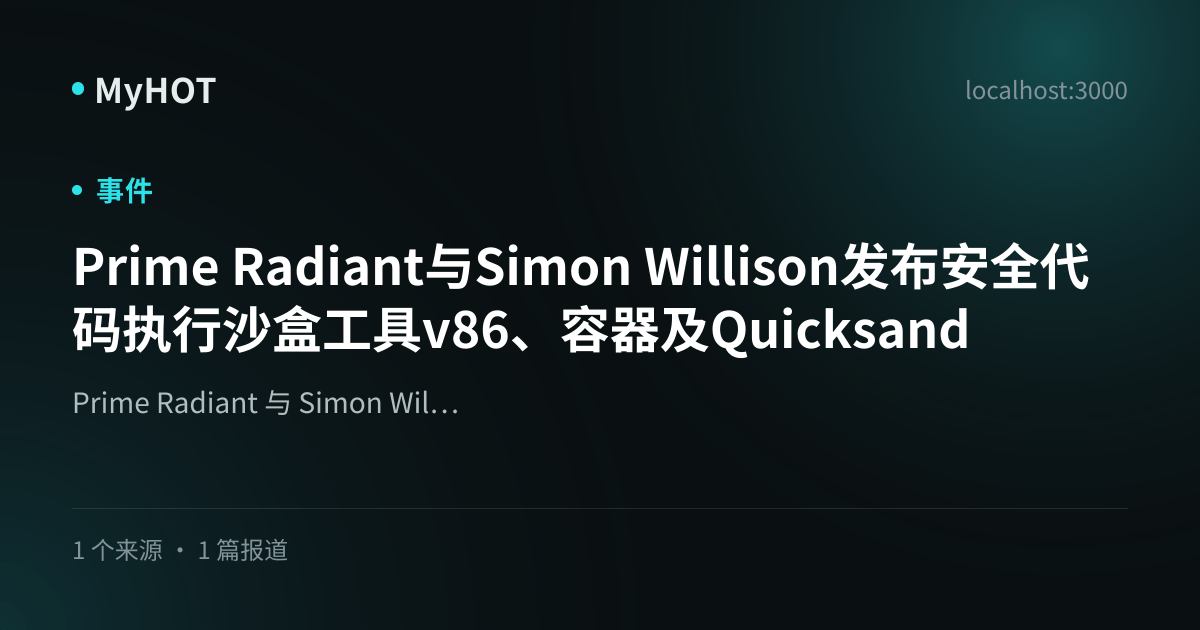 MyHOT
localhost:3000
事件
Prime Radiant与Simon Willison发布安全代
码执行沙盒工具v86、容器及Quicksand
Prime Radiant 与 Simon Wil…
1 个来源 · 1 篇报道